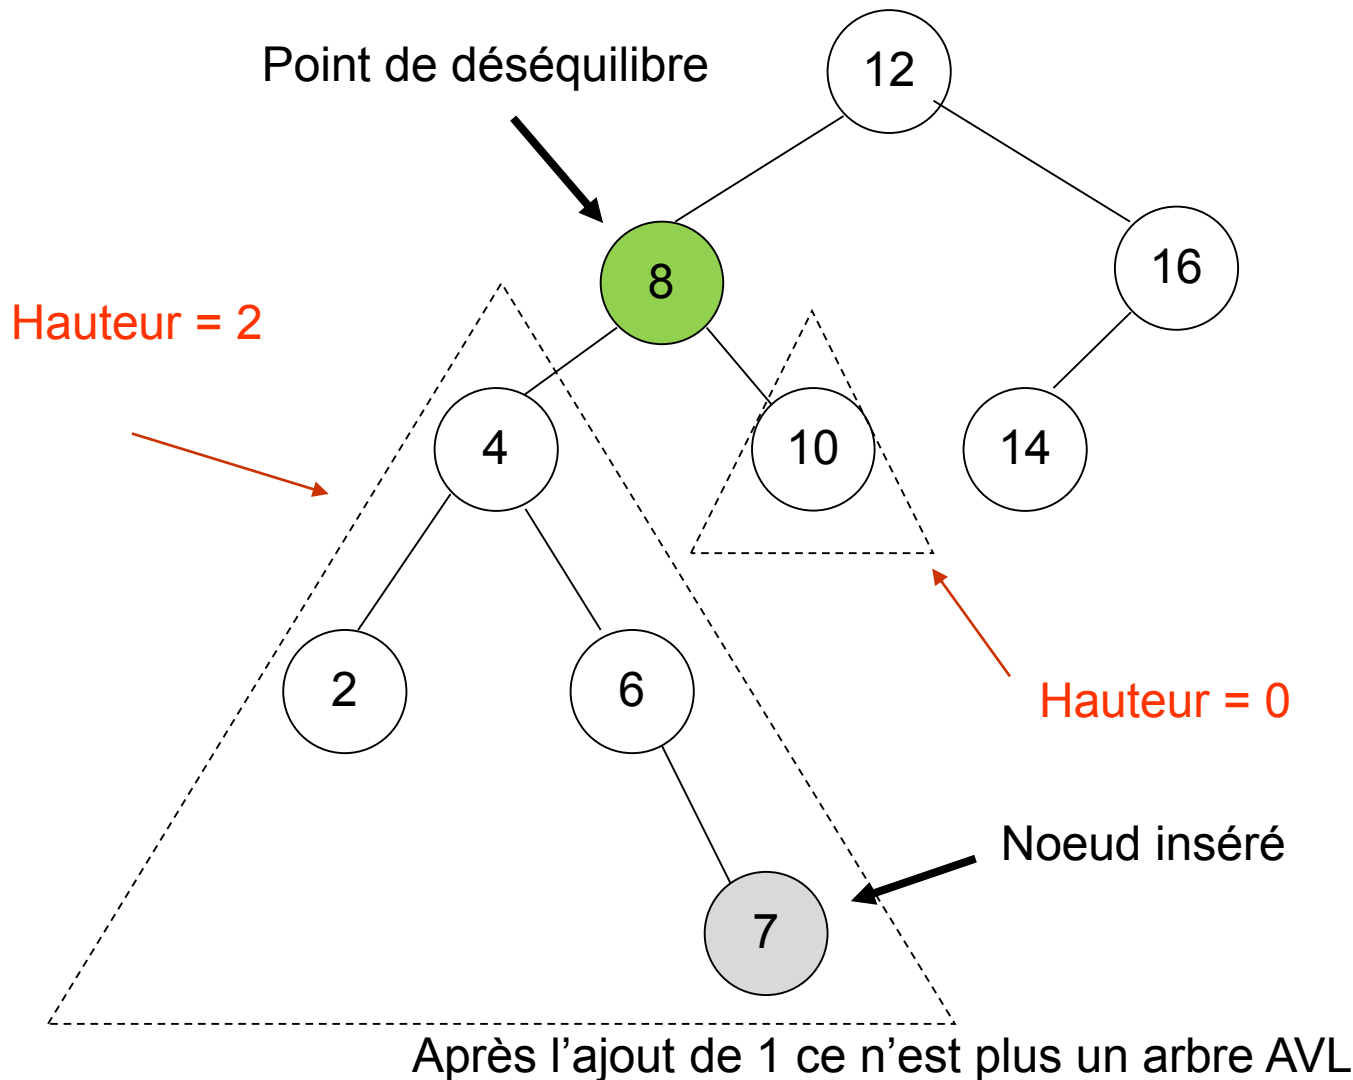 12
Point de déséquilibre
8
16
Hauteur = 2
4
10
14
2
6
Hauteur = 0
Noeud inséré
7
Après l’ajout de 1 ce n’est plus un arbre AVL